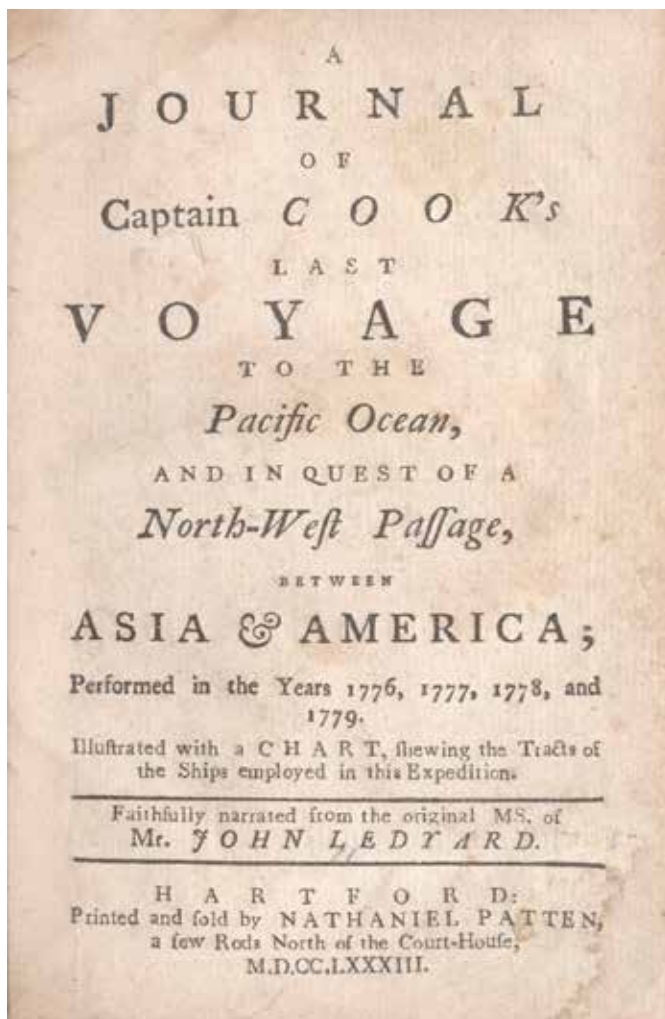 A
JOURNAL
OF
Captain COOK's
LAST
VOYAGE
TO THE
Pacific Ocean,
AND IN QUEST OF A
North-Weſt Paſſage,
BETWEEN
ASIA & AMERICA;
Performed in the Years 1776, 1777, 1778, and
1779.
Illuſtrated with a CHART, ſhewing the Tracts of
the Ships employed in this Expedition.
Faithfully narrated from the original MS. of
Mr. JOHN LEDYARD.
HARTFORD:
Printed and ſold by NATHANIEL PATTEN,
a few Rods North of the Court-Houſe,
M.D.CC.LXXXIII.